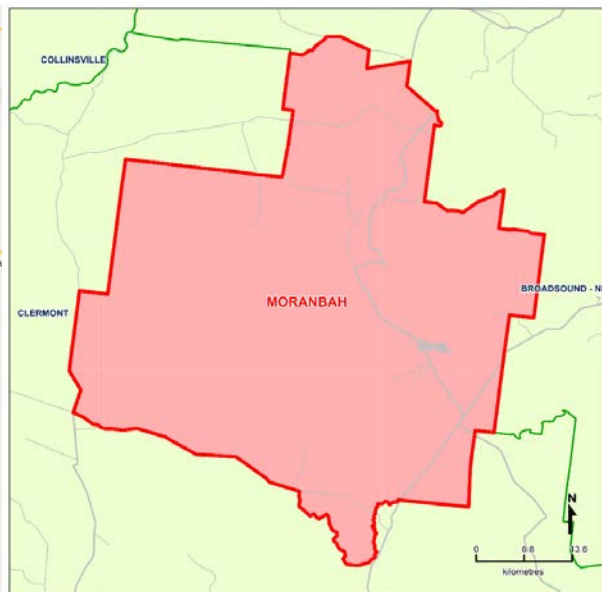 COLLINSVILLE
MORANBAH
BROADSOUND - N
CLERMONT
N
0 6.8 13.6
kilometres